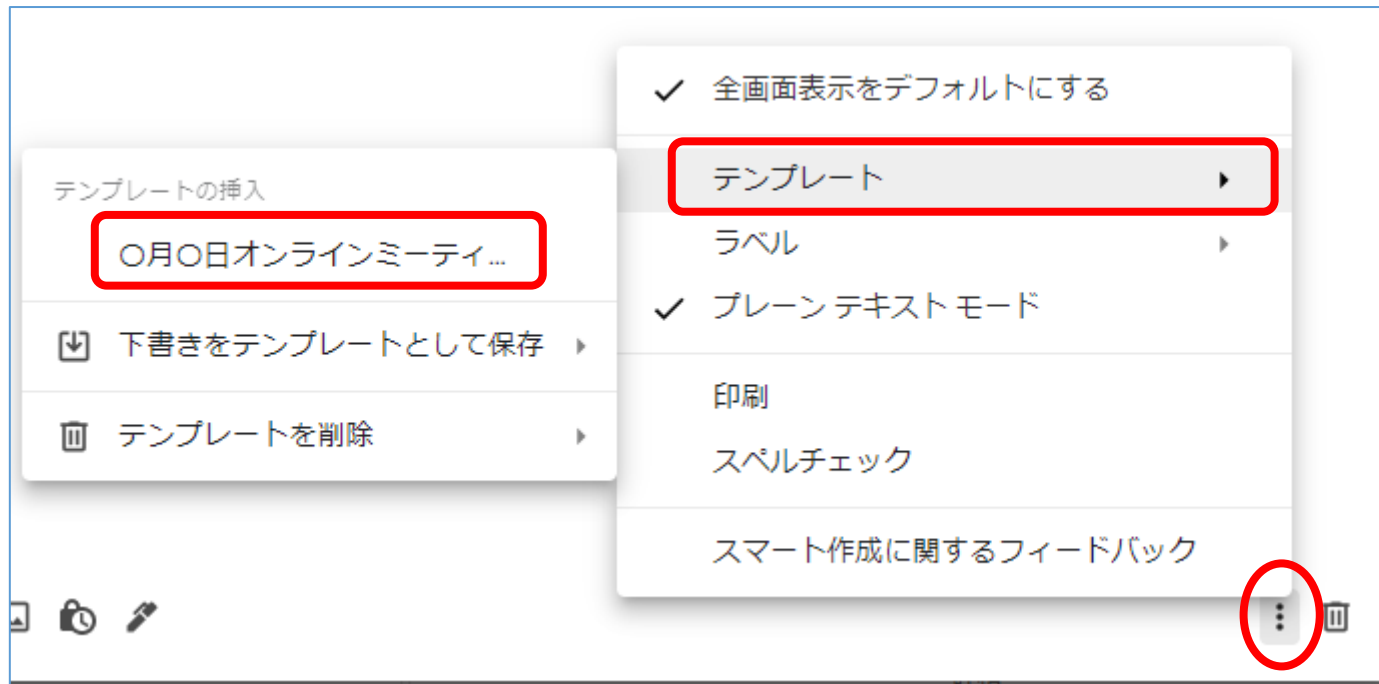 全画面表示をデフォルトにする
テンプレート
ラベル
プレーン テキスト モード
印刷
スペルチェック
スマート作成に関するフィードバック
テンプレートの挿入
〇月〇日オンラインミーティ...
下書きをテンプレートとして保存
テンプレートを削除